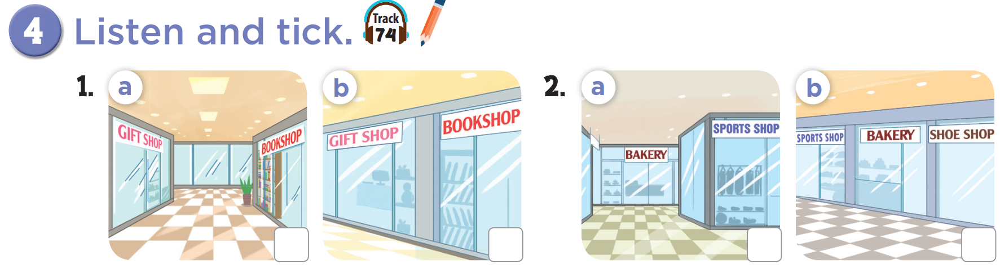 4 Listen and tick. Track 74
1. a b 2. a b
GIFT SHOP BOOKSHOP
GIFT SHOP BOOKSHOP
BAKERY SPORTS SHOP
SPORTS SHOP BAKERY SHOE SHOP